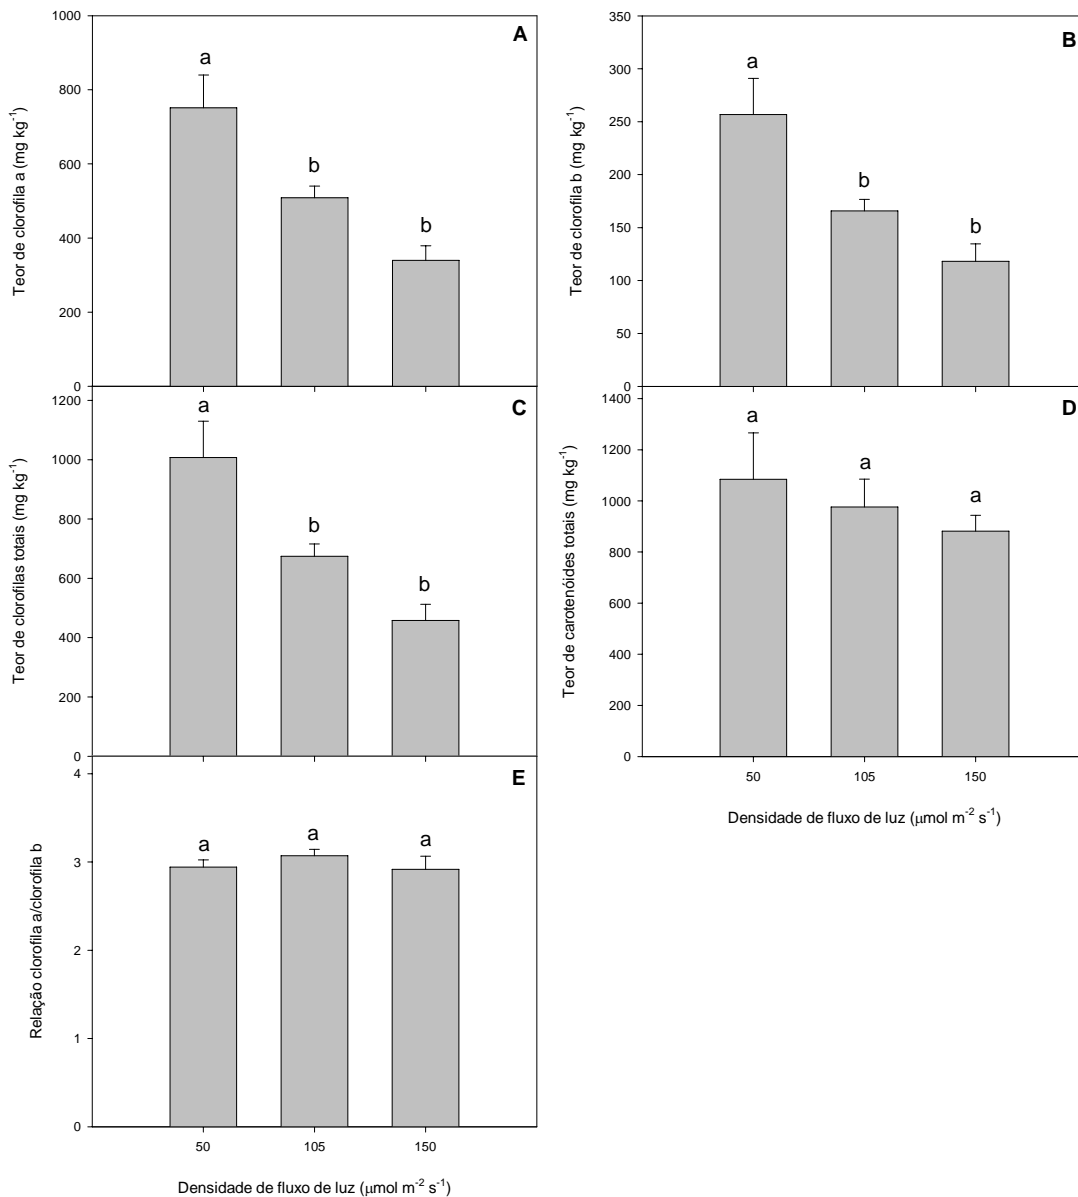 A
Teor de clorofila a (mg kg-1)
1000
800
600
400
200
0
a
b
b
B
Teor de clorofila b (mg kg-1)
350
300
250
200
150
100
50
0
a
b
b
C
Teor de clorofilas totais (mg kg-1)
1200
1000
800
600
400
200
0
a
b
b
D
Teor de carotenóides totais (mg kg-1)
1400
1200
1000
800
600
400
200
0
a
a
a
50 105 150
Densidade de fluxo de luz (μmol m-2 s-1)
E
Relação clorofila a/clorofila b
4
3
2
1
0
a
a
a
50 105 150
Densidade de fluxo de luz (μmol m-2 s-1)